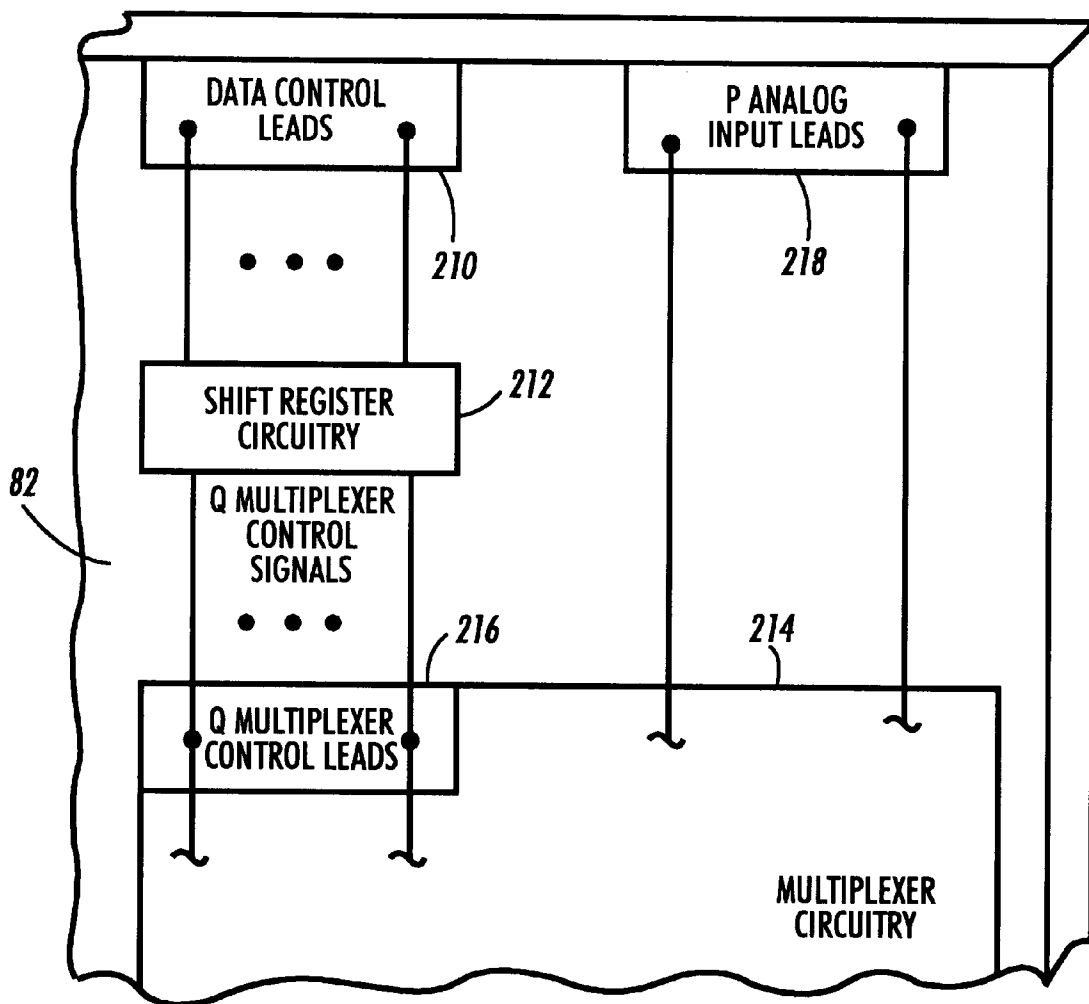 DATA CONTROL
LEADS
P ANALOG
INPUT LEADS
210
218
SHIFT REGISTER
CIRCUITRY
212
82
Q MULTIPLEXER
CONTROL
SIGNALS
216
214
Q MULTIPLEXER
CONTROL LEADS
MULTIPLEXER
CIRCUITRY